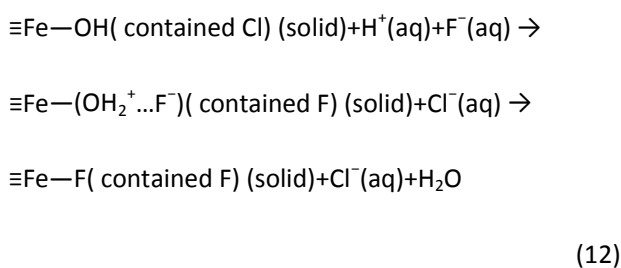 ≡Fe—OH( contained Cl) (solid)+H⁺(aq)+F⁻(aq) →
≡Fe—(OH₂⁺…F⁻)( contained F) (solid)+Cl⁻(aq) →
≡Fe—F( contained F) (solid)+Cl⁻(aq)+H₂O
(12)